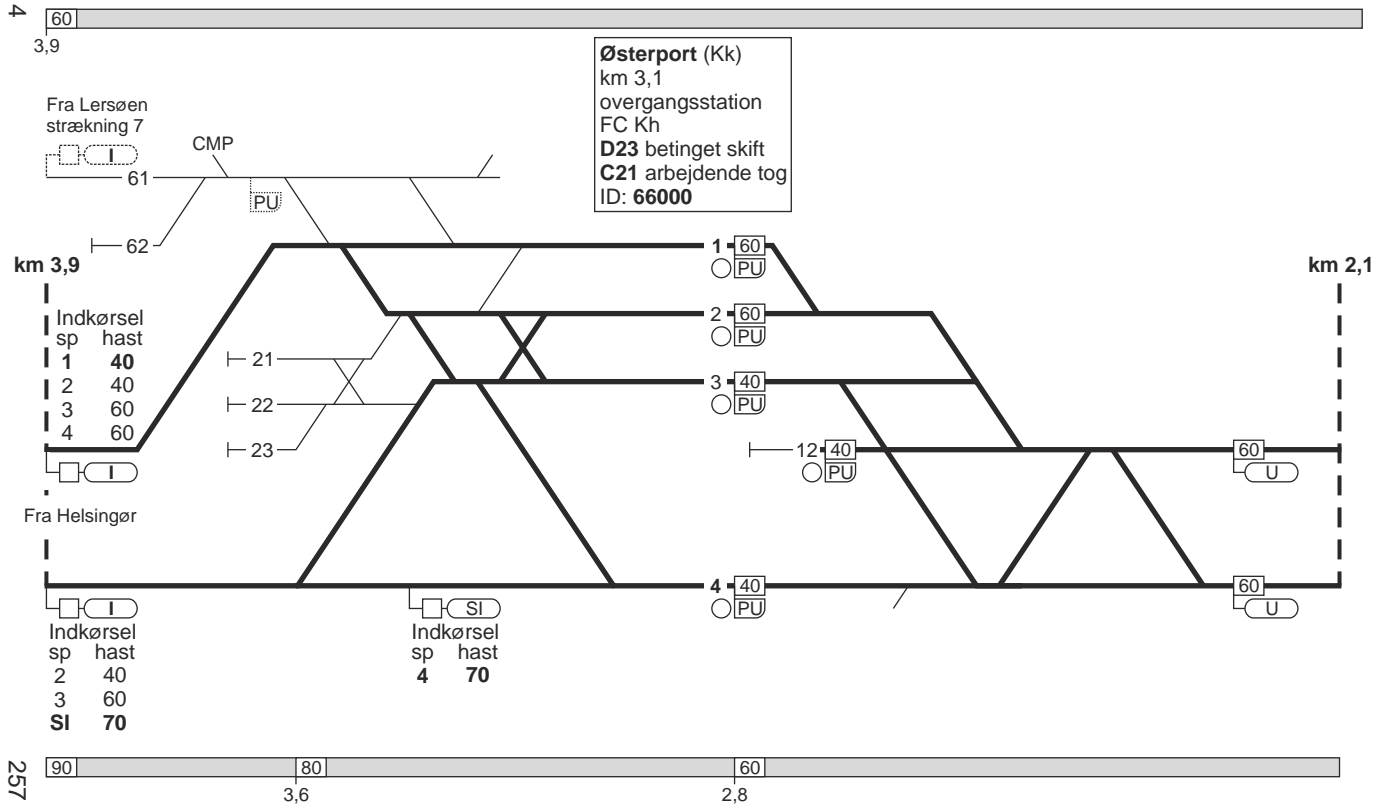 4
60
3,9
Østerport (Kk)
km 3,1
overgangsstation
FC Kh
D23 betinget skift
C21 arbejdende tog
ID: 66000
Fra Lersøen
strækning 7
I
CMP
61
PU
62
1 60
PU
km 3,9
km 2,1
Indkørsel
sp hast
1 40
2 40
3 60
4 60
2 60
PU
21
3 40
PU
22
23
12 40
PU
60
U
I
Fra Helsingør
4 40
PU
60
U
I
Indkørsel
sp hast
2 40
3 60
SI 70
SI
Indkørsel
sp hast
4 70
257
90
80
60
3,6
2,8